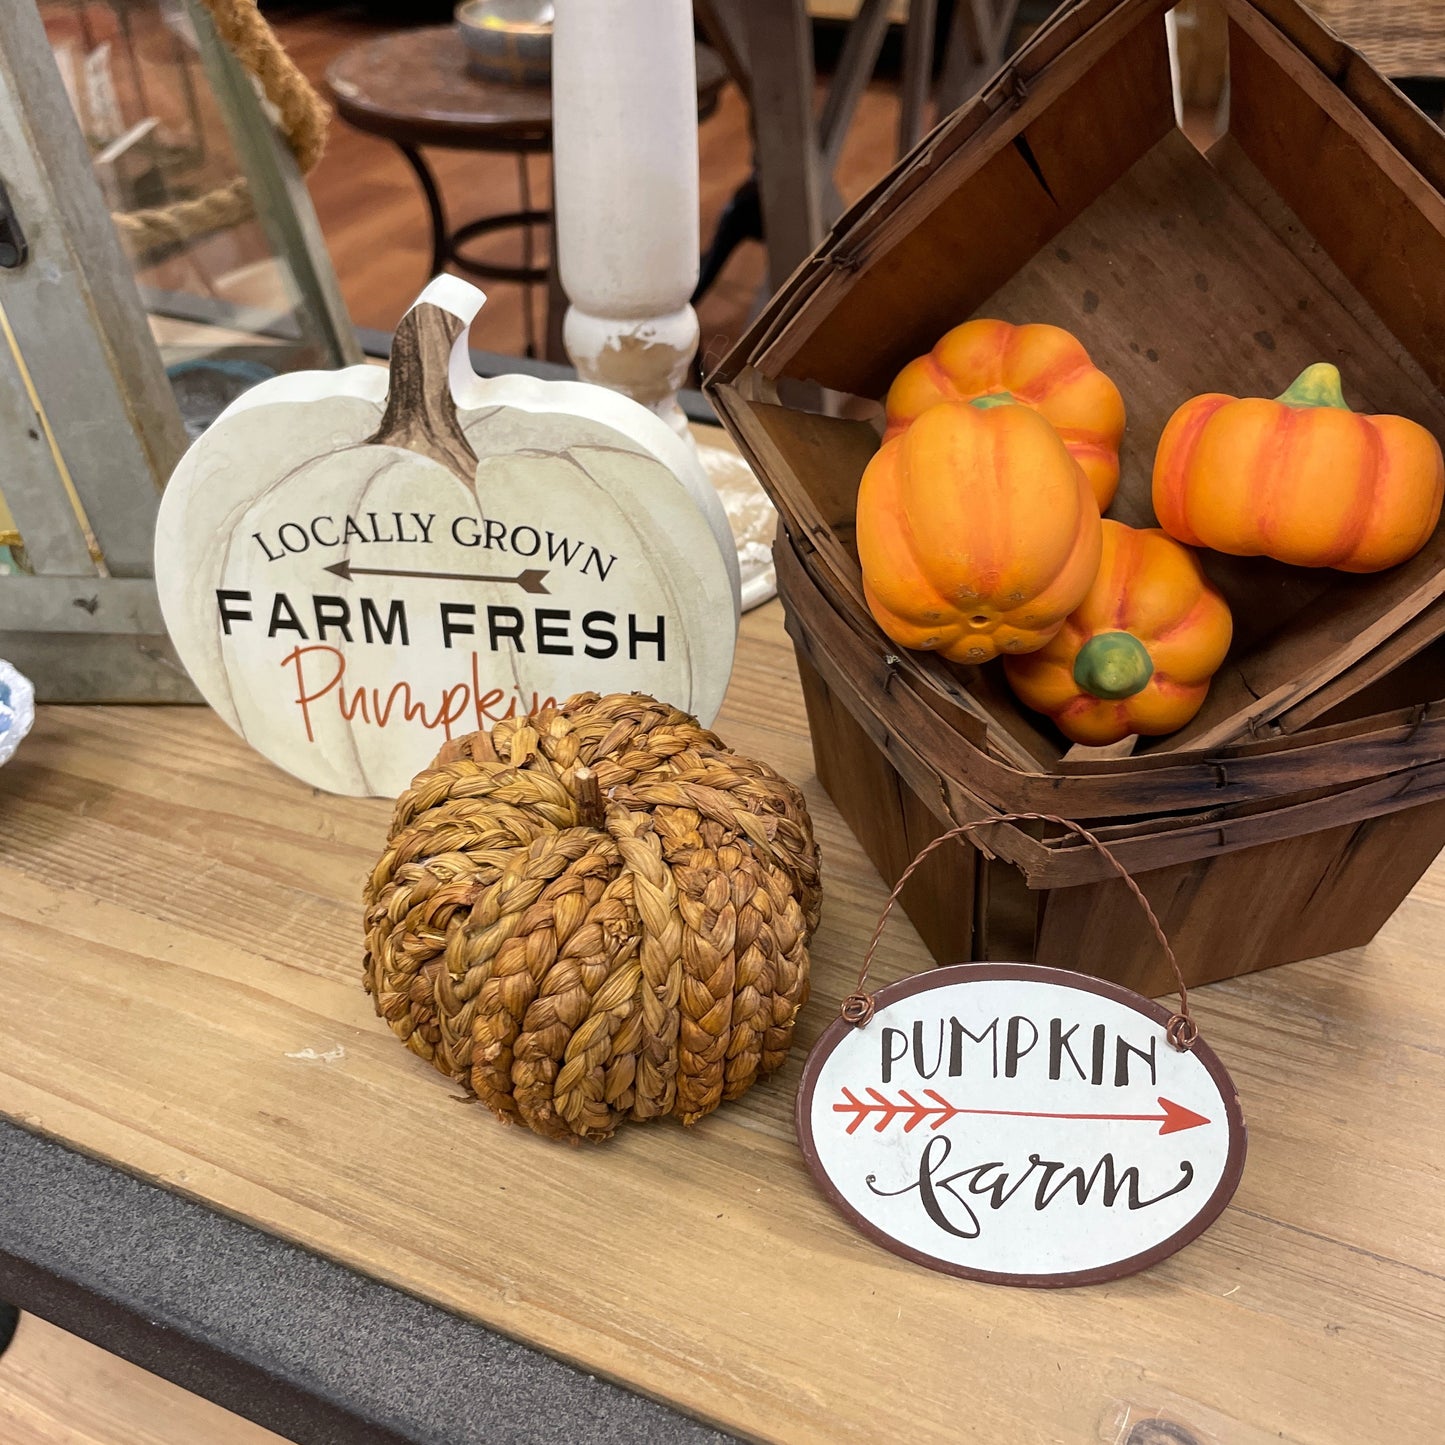 LOCALLY GROWN
FARM FRESH
Pumpkin
PUMPKIN
farm